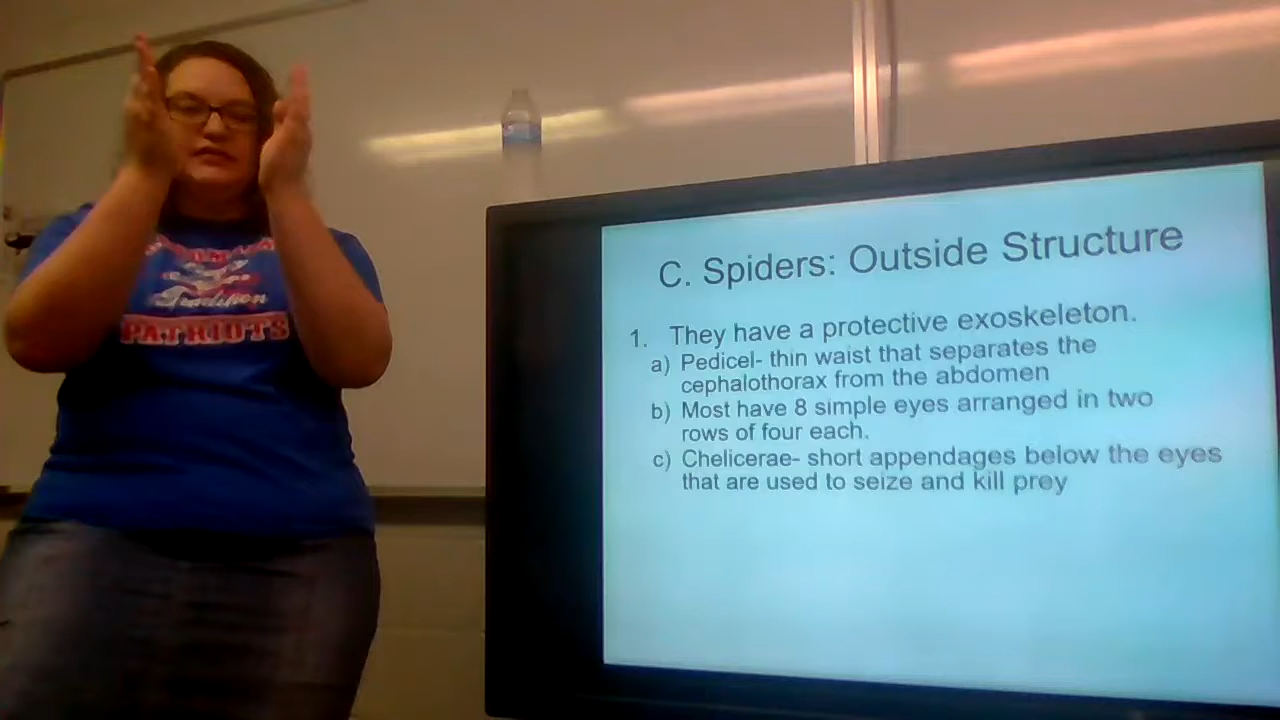 Tradition
PATRIOTS
C. Spiders: Outside Structure
1. They have a protective exoskeleton.
a) Pedicel- thin waist that separates the
cephalothorax from the abdomen
b) Most have 8 simple eyes arranged in two
rows of four each.
c) Chelicerae- short appendages below the eyes
that are used to seize and kill prey